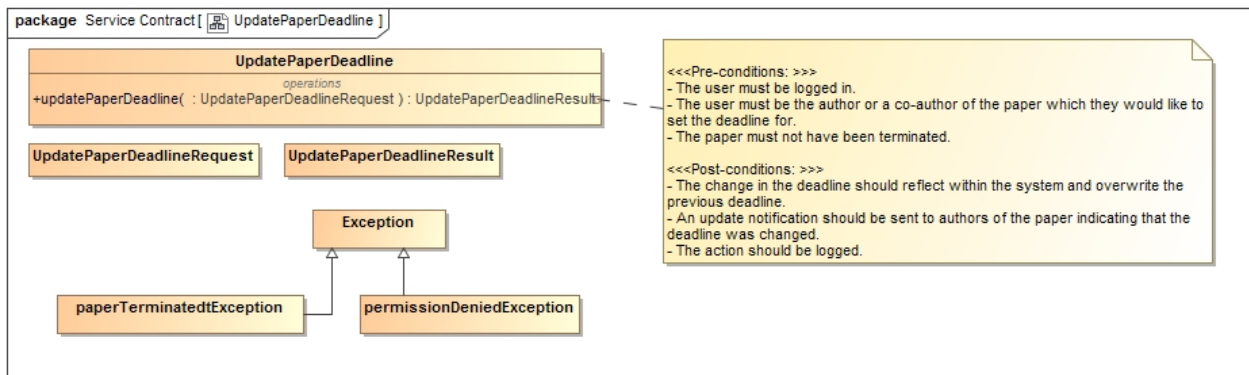 package Service Contract [ UpdatePaperDeadline ]
UpdatePaperDeadline
operations
+updatePaperDeadline( : UpdatePaperDeadlineRequest ) : UpdatePaperDeadlineResult
<<<Pre-conditions: >>>
- The user must be logged in.
- The user must be the author or a co-author of the paper which they would like to
set the deadline for.
- The paper must not have been terminated.
<<<Post-conditions: >>>
- The change in the deadline should reflect within the system and overwrite the
previous deadline.
- An update notification should be sent to authors of the paper indicating that the
deadline was changed.
- The action should be logged.
UpdatePaperDeadlineRequest
UpdatePaperDeadlineResult
Exception
paperTerminatedtException
permissionDeniedException